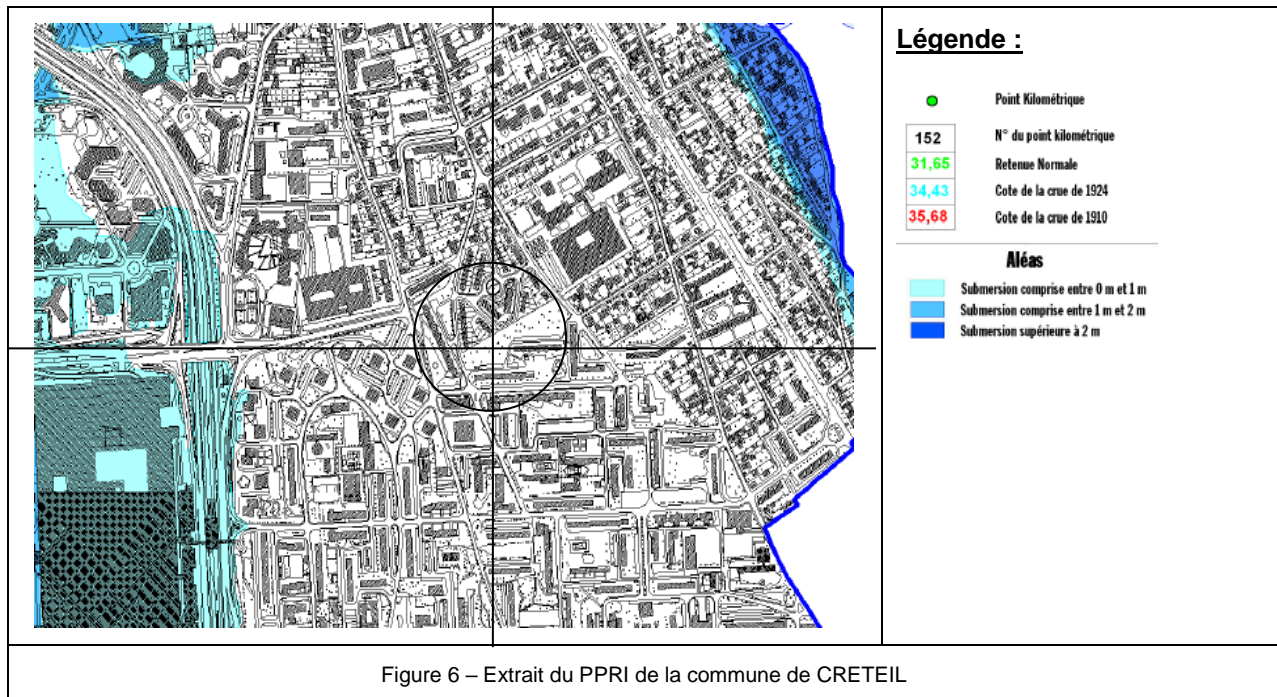 Légende :
Point Kilométrique
152
N° du point kilométrique
31,65
Retenue Normale
34,43
Cote de la crue de 1924
35,68
Cote de la crue de 1910
Aléas
Submersion comprise entre 0 m et 1 m
Submersion comprise entre 1 m et 2 m
Submersion supérieure à 2 m
Figure 6 – Extrait du PPRI de la commune de CRETEIL